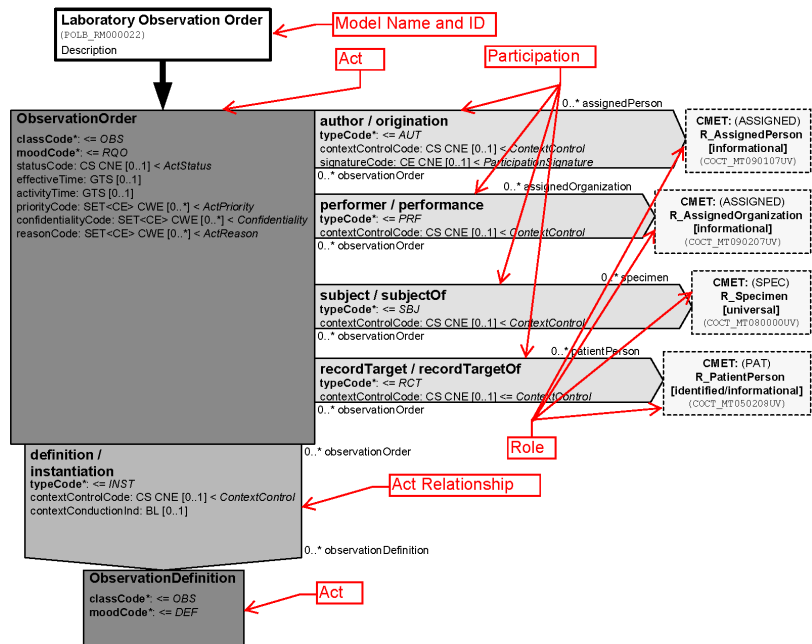 Laboratory Observation Order
(POLB_RM000022)
Description
Model Name and ID
Act
Participation
ObservationOrder
classCode*: <= OBS
moodCode*: <= RQO
statusCode: CS CNE [0..1] < ActStatus
effectiveTime: GTS [0..1]
activityTime: GTS [0..1]
priorityCode: SET<CE> CWE [0..*] < ActPriority
confidentialityCode: SET<CE> CWE [0..*] < Confidentiality
reasonCode: SET<CE> CWE [0..*] < ActReason
0..* assignedPerson
author / origination
typeCode*: <= AUT
contextControlCode: CS CNE [0..1] < ContextControl
signatureCode: CE CNE [0..1] < ParticipationSignature
0..* observationOrder
CMET: (ASSIGNED)
R_AssignedPerson
[informational]
(COCT_MT090107UV)
0..* assignedOrganization
performer / performance
typeCode*: <= PRF
contextControlCode: CS CNE [0..1] < ContextControl
0..* observationOrder
CMET: (ASSIGNED)
R_AssignedOrganization
[informational]
(COCT_MT090207UV)
0..* specimen
subject / subjectOf
typeCode*: <= SBJ
contextControlCode: CS CNE [0..1] < ContextControl
0..* observationOrder
CMET: (SPEC)
R_Specimen
[universal]
(COCT_MT080000UV)
0..* patientPerson
recordTarget / recordTargetOf
typeCode*: <= RCT
contextControlCode: CS CNE [0..1] <= ContextControl
0..* observationOrder
CMET: (PAT)
R_PatientPerson
[identified/informational]
(COCT_MT050208UV)
Role
0..* observationOrder
definition /
instantiation
typeCode*: <= INST
contextControlCode: CS CNE [0..1] < ContextControl
contextConductionInd: BL [0..1]
Act Relationship
0..* observationDefinition
ObservationDefinition
classCode*: <= OBS
moodCode*: <= DEF
Act